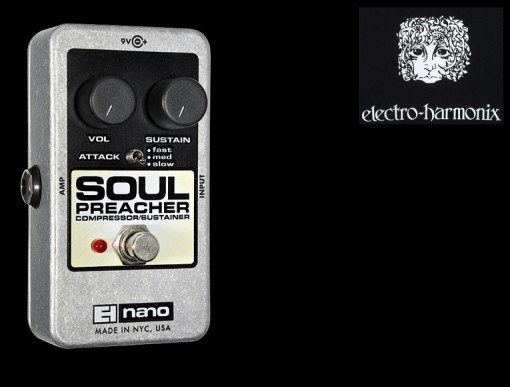 9V +
VOL SUSTAIN
ATTACK • fast
• med
• slow
AMP
INPUT
SOUL
PREACHER
COMPRESSOR/SUSTAINER
EH nano
MADE IN NYC, USA
electro-harmonix